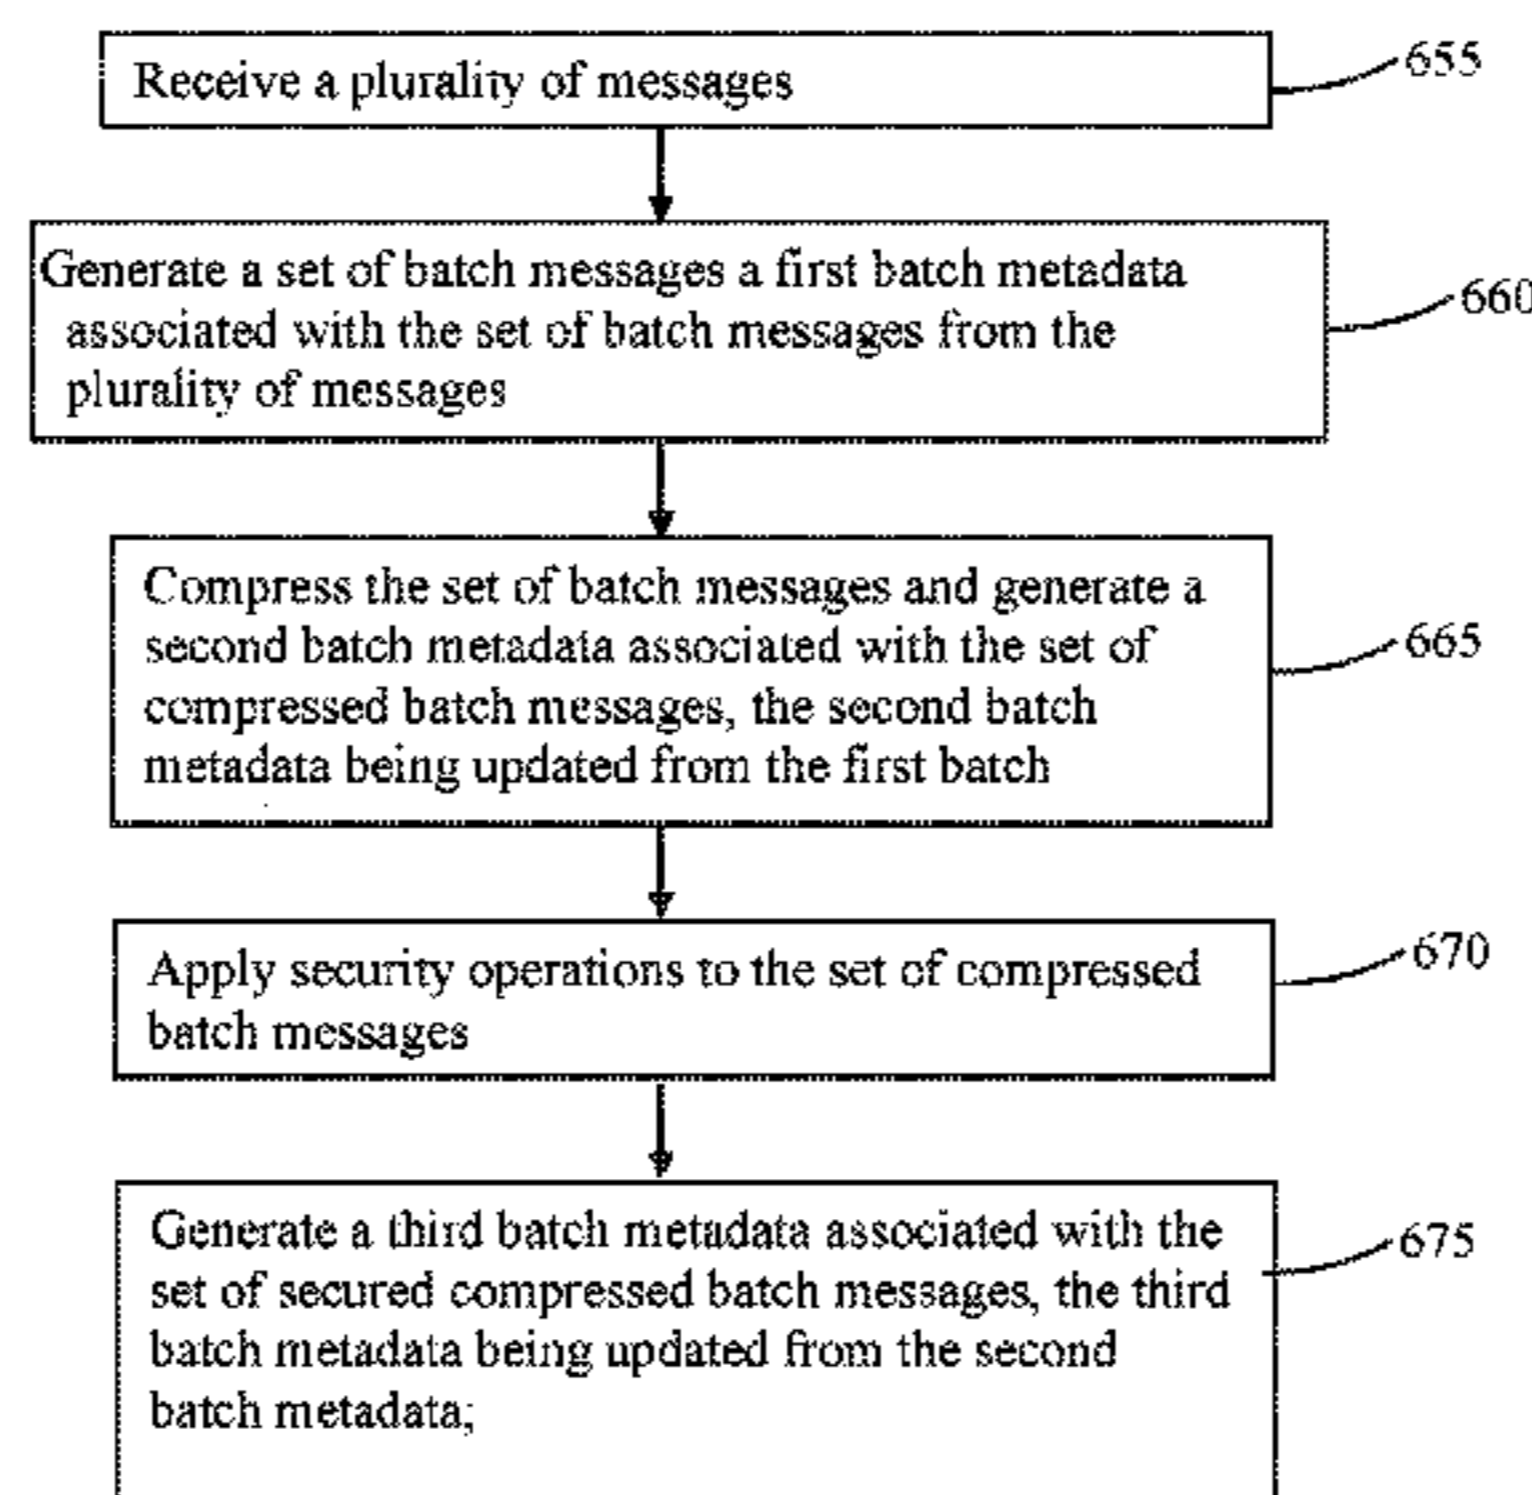 Receive a plurality of messages
655
Generate a set of batch messages a first batch metadata
associated with the set of batch messages from the
plurality of messages
660
Compress the set of batch messages and generate a
second batch metadata associated with the set of
compressed batch messages, the second batch
metadata being updated from the first batch
665
Apply security operations to the set of compressed
batch messages
670
Generate a third batch metadata associated with the
set of secured compressed batch messages, the third
batch metadata being updated from the second
batch metadata;
675